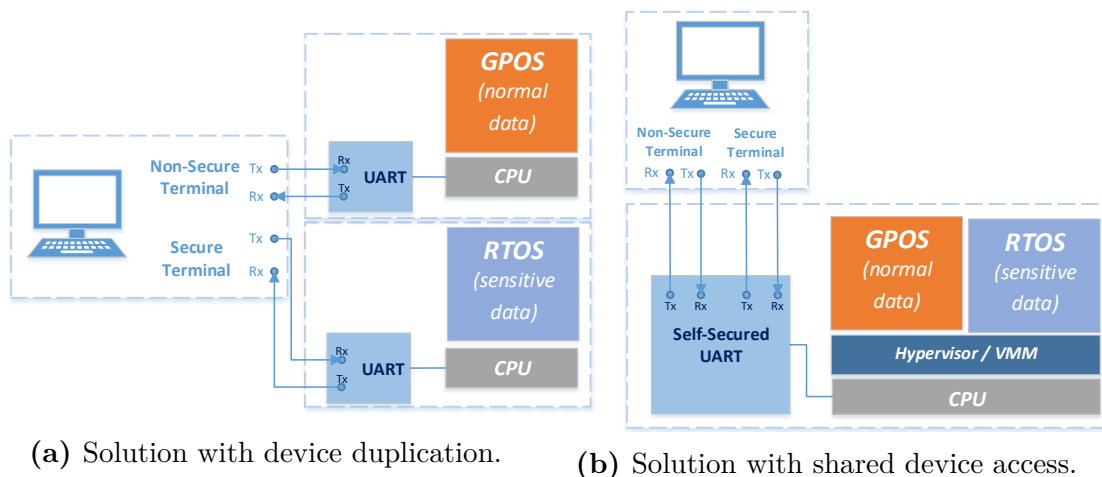 GPOS
(normal
data)
CPU
Rx
Tx
UART
Non-Secure
Terminal
Tx
Rx
Secure
Terminal
Tx
Rx
RTOS
(sensitive
data)
CPU
Rx
Tx
UART
(a) Solution with device duplication.
Non-Secure
Terminal
Secure
Terminal
Rx Tx Rx Tx
Tx Rx Tx Rx
Self-Secured
UART
GPOS
(normal
data)
RTOS
(sensitive
data)
Hypervisor / VMM
CPU
(b) Solution with shared device access.